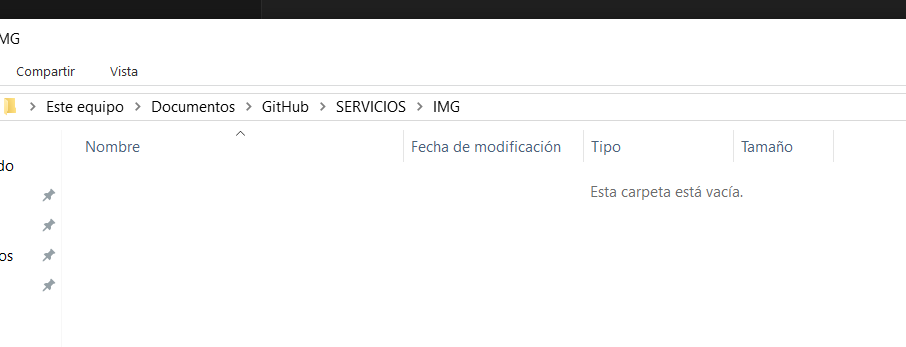 MG
Compartir Vista
Este equipo > Documentos > GitHub > SERVICIOS > IMG
Nombre Fecha de modificación Tipo Tamaño
do
Esta carpeta está vacía.
os